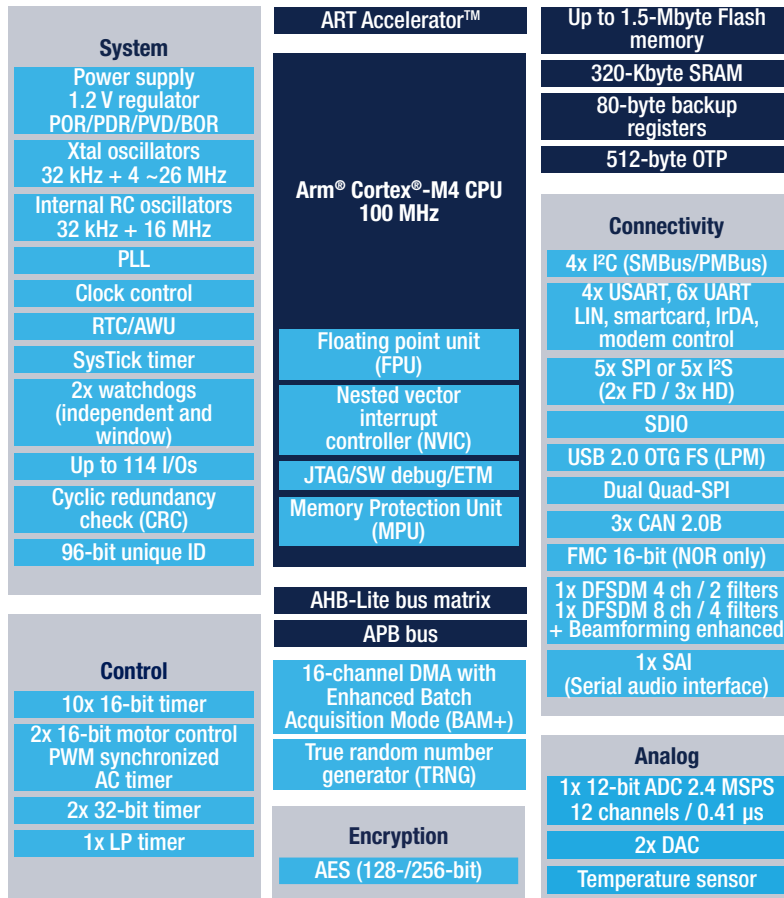 System
Power supply
1.2 V regulator
POR/PDR/PVD/BOR
Xtal oscillators
32 kHz + 4 ~26 MHz
Internal RC oscillators
32 kHz + 16 MHz
PLL
Clock control
RTC/AWU
SysTick timer
2x watchdogs
(independent and
window)
Up to 114 I/Os
Cyclic redundancy
check (CRC)
96-bit unique ID
Control
10x 16-bit timer
2x 16-bit motor control
PWM synchronized
AC timer
2x 32-bit timer
1x LP timer
ART Accelerator™
Arm® Cortex®-M4 CPU
100 MHz
Floating point unit
(FPU)
Nested vector
interrupt
controller (NVIC)
JTAG/SW debug/ETM
Memory Protection Unit
(MPU)
AHB-Lite bus matrix
APB bus
16-channel DMA with
Enhanced Batch
Acquisition Mode (BAM+)
True random number
generator (TRNG)
Encryption
AES (128-/256-bit)
Up to 1.5-Mbyte Flash
memory
320-Kbyte SRAM
80-byte backup
registers
512-byte OTP
Connectivity
4x I²C (SMBus/PMBus)
4x USART, 6x UART
LIN, smartcard, IrDA,
modem control
5x SPI or 5x I²S
(2x FD / 3x HD)
SDIO
USB 2.0 OTG FS (LPM)
Dual Quad-SPI
3x CAN 2.0B
FMC 16-bit (NOR only)
1x DFSDM 4 ch / 2 filters
1x DFSDM 8 ch / 4 filters
+ Beamforming enhanced
1x SAI
(Serial audio interface)
Analog
1x 12-bit ADC 2.4 MSPS
12 channels / 0.41 µs
2x DAC
Temperature sensor